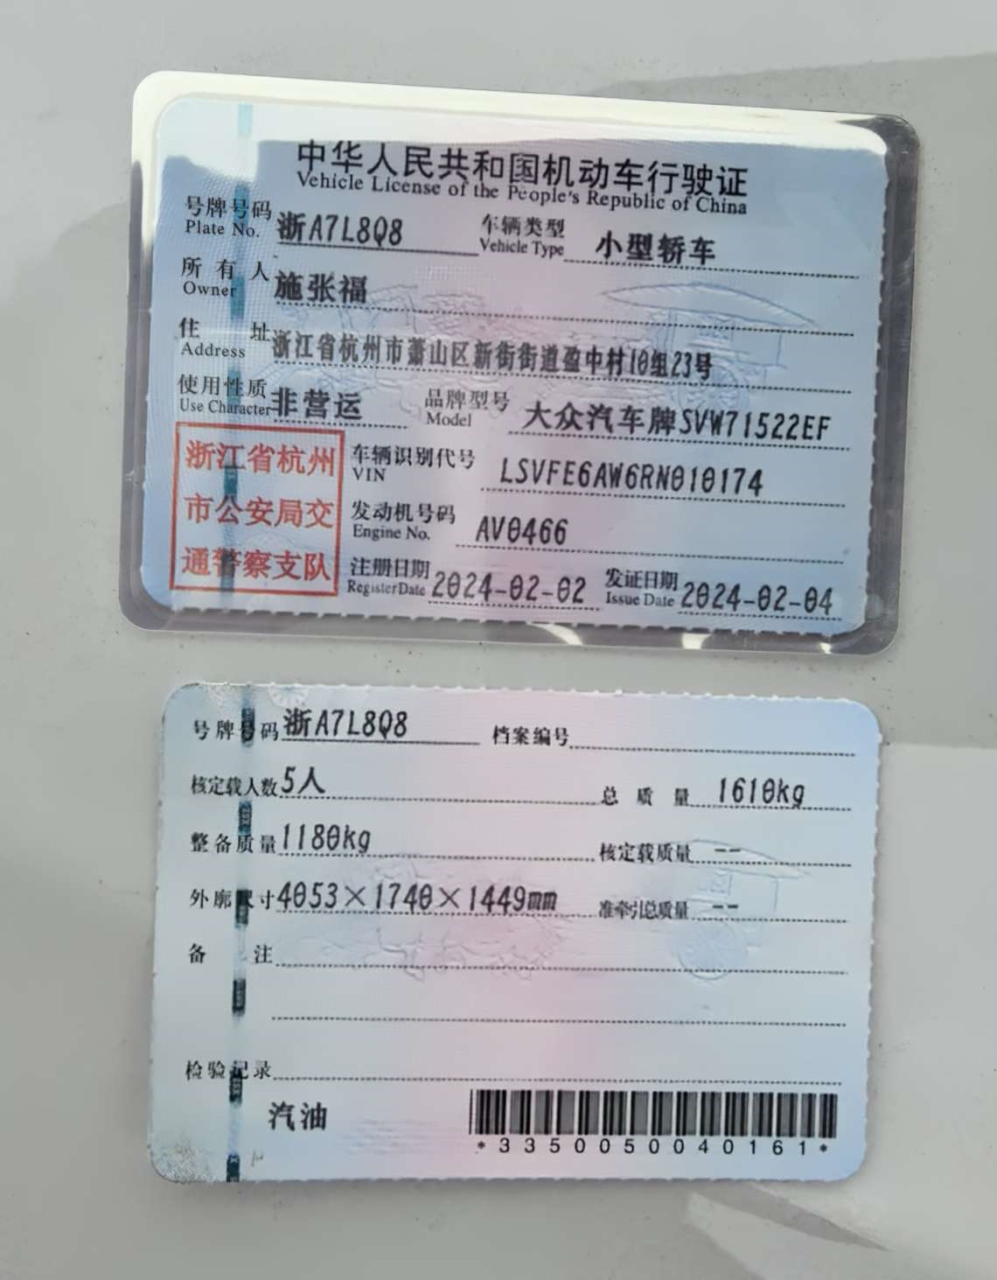 中华人民共和国机动车行驶证
Vehicle License of the People's Republic of China
号牌号码 浙A7L8Q8 车辆类型 小型轿车
Plate No. Vehicle Type
所有人 施张福
Owner
住址 浙江省杭州市萧山区新街街道盈中村10组23号
Address
使用性质 非营运 品牌型号 大众汽车牌SVW71522EF
Use Character Model
浙江省杭州
市公安局交
通警察支队
车辆识别代号 LSVFE6AW6RN010174
VIN
发动机号码 AV0466
Engine No.
注册日期 2024-02-02 发证日期 2024-02-04
Register Date Issue Date
号牌号码 浙A7L8Q8 档案编号
核定载人数 5人 总质量 1610kg
整备质量 1180kg 核定载质量 --
外廓尺寸 4053×1740×1449mm 准牵引总质量 --
备注
检验记录
汽油
*3350050040161*